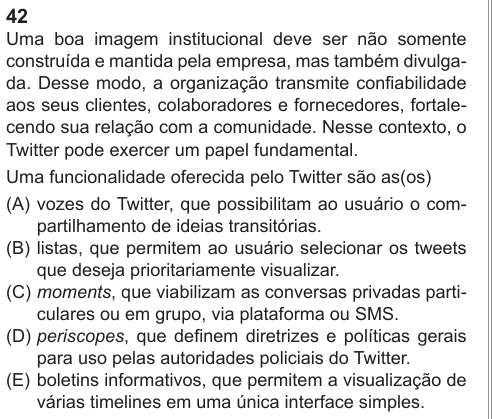 42
Uma boa imagem institucional deve ser não somente
construída e mantida pela empresa, mas também divulga-
da. Desse modo, a organização transmite confiabilidade
aos seus clientes, colaboradores e fornecedores, fortale-
cendo sua relação com a comunidade. Nesse contexto, o
Twitter pode exercer um papel fundamental.
Uma funcionalidade oferecida pelo Twitter são as(os)
(A) vozes do Twitter, que possibilitam ao usuário o com-
partilhamento de ideias transitórias.
(B) listas, que permitem ao usuário selecionar os tweets
que deseja prioritariamente visualizar.
(C) moments, que viabilizam as conversas privadas parti-
culares ou em grupo, via plataforma ou SMS.
(D) periscopes, que definem diretrizes e políticas gerais
para uso pelas autoridades policiais do Twitter.
(E) boletins informativos, que permitem a visualização de
várias timelines em uma única interface simples.